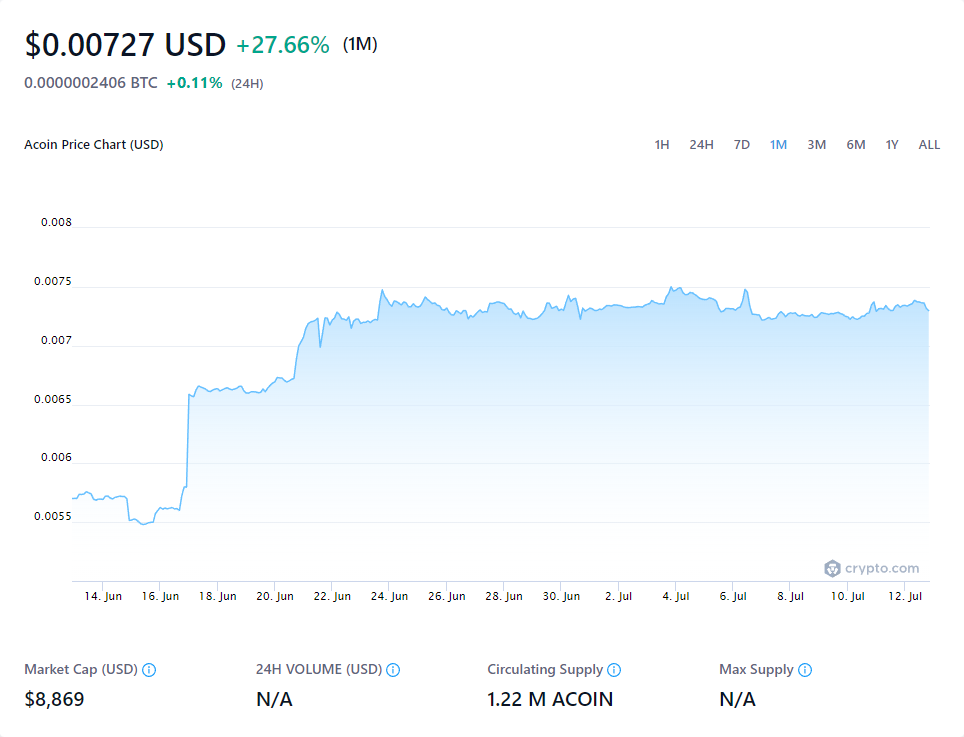 $0.00727 USD +27.66% (1M)
0.0000002406 BTC +0.11% (24H)
Acoin Price Chart (USD) 1H 24H 7D 1M 3M 6M 1Y ALL
0.008
0.0075
0.007
0.0065
0.006
0.0055
crypto.com
14. Jun 16. Jun 18. Jun 20. Jun 22. Jun 24. Jun 26. Jun 28. Jun 30. Jun 2. Jul 4. Jul 6. Jul 8. Jul 10. Jul 12. Jul
Market Cap (USD) 24H VOLUME (USD) Circulating Supply Max Supply
$8,869 N/A 1.22 M ACOIN N/A